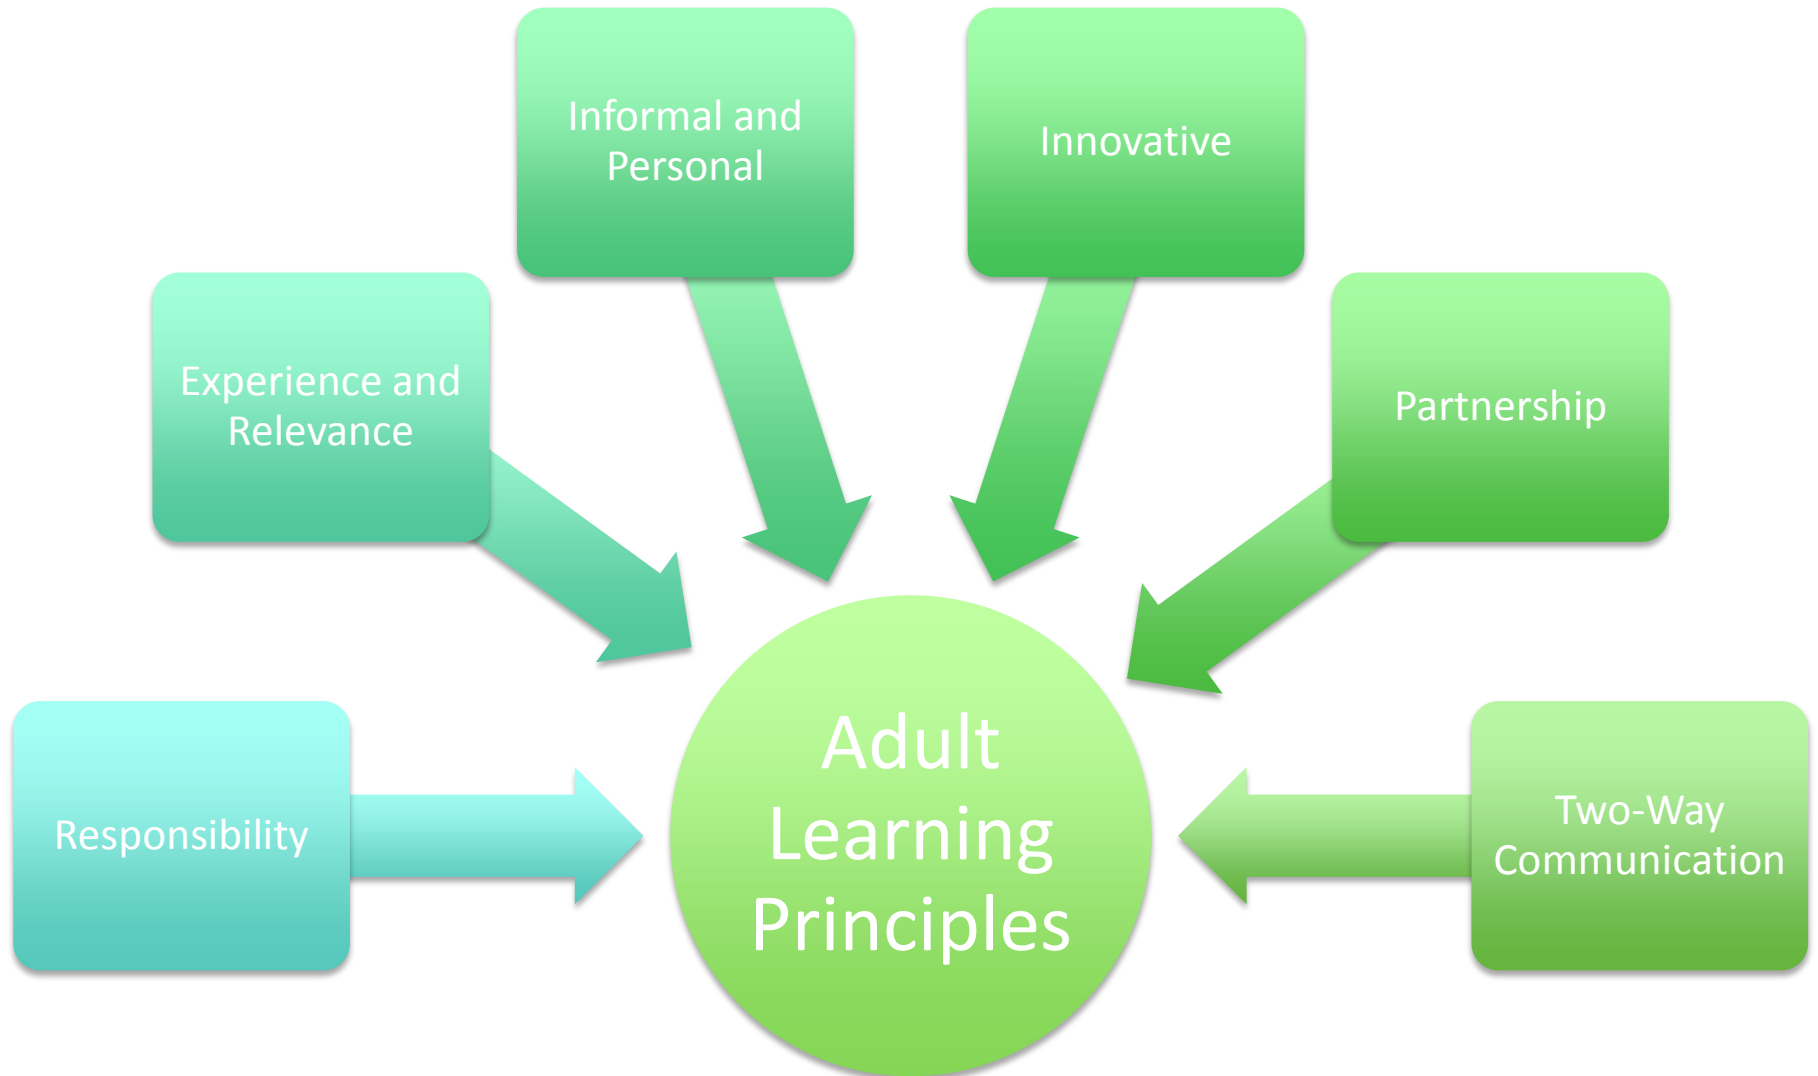 Informal and
Personal
Innovative
Experience and
Relevance
Partnership
Responsibility
Adult
Learning
Principles
Two-Way
Communication